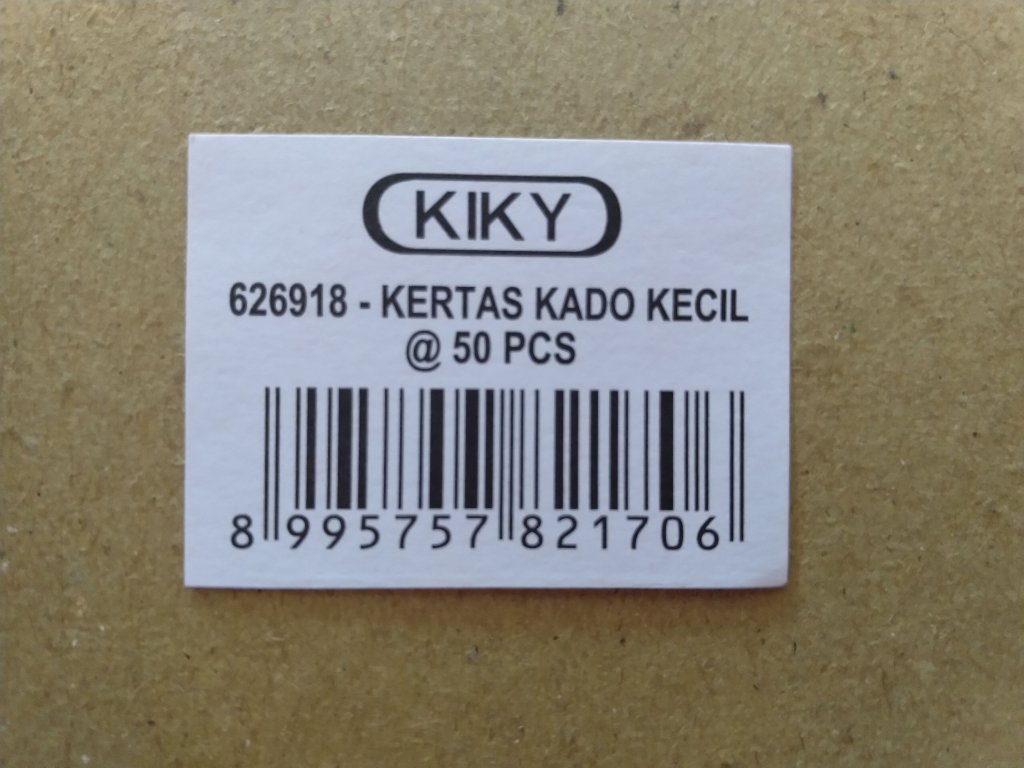 KIKY
626918 - KERTAS KADO KECIL
@ 50 PCS
8 995757 821706